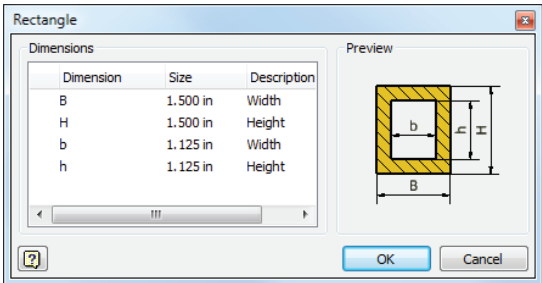 Rectangle
Dimensions
Dimension Size Description
B 1.500 in Width
H 1.500 in Height
b 1.125 in Width
h 1.125 in Height
Preview
b
h
H
B
OK Cancel